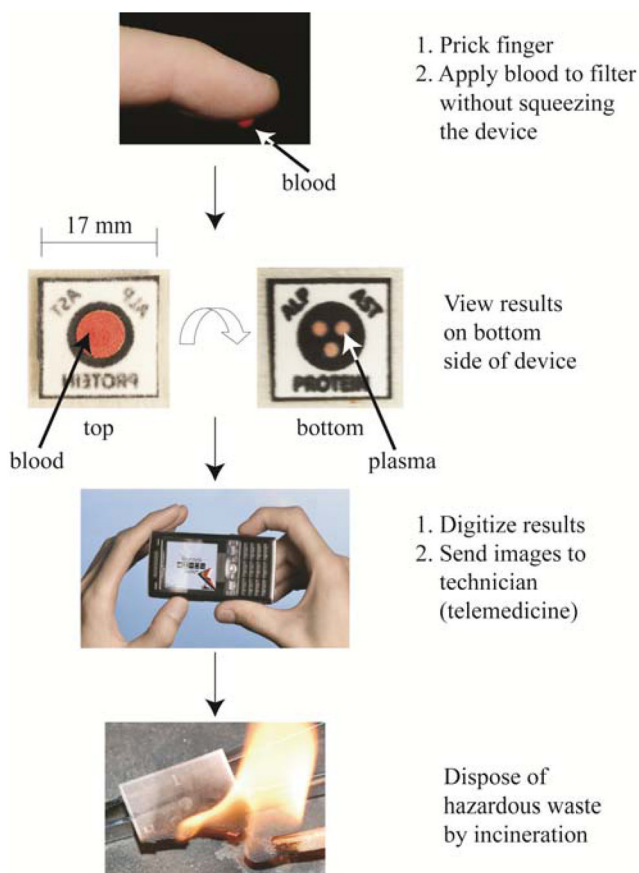 1. Prick finger
2. Apply blood to filter
without squeezing
the device
blood
17 mm
AST
ALP
PROTEIN
ALP
AST
PROTEIN
View results
on bottom
side of device
top
bottom
blood
plasma
1. Digitize results
2. Send images to
technician
(telemedicine)
Dispose of
hazardous waste
by incineration